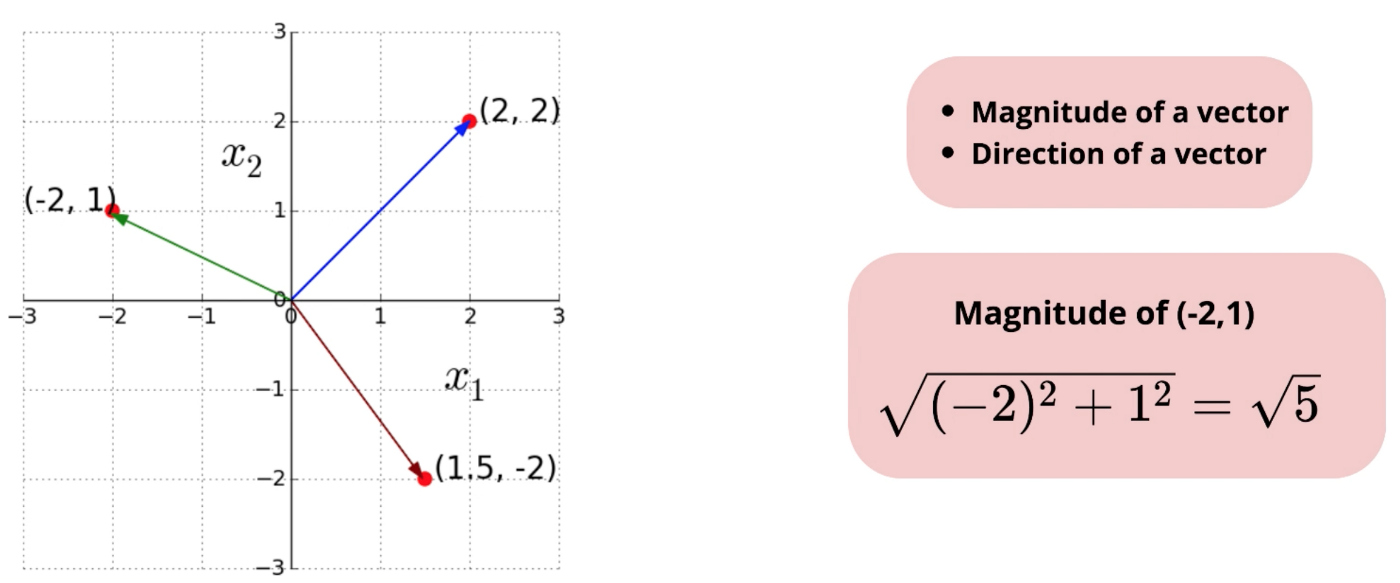 3
(2, 2)
2
x₂
(-2, 1)
1
0
−3 −2 −1 0 1 2 3
−1
x₁
(1.5, -2)
−2
−3
• Magnitude of a vector
• Direction of a vector
Magnitude of (-2,1)
√((−2)² + 1²) = √5